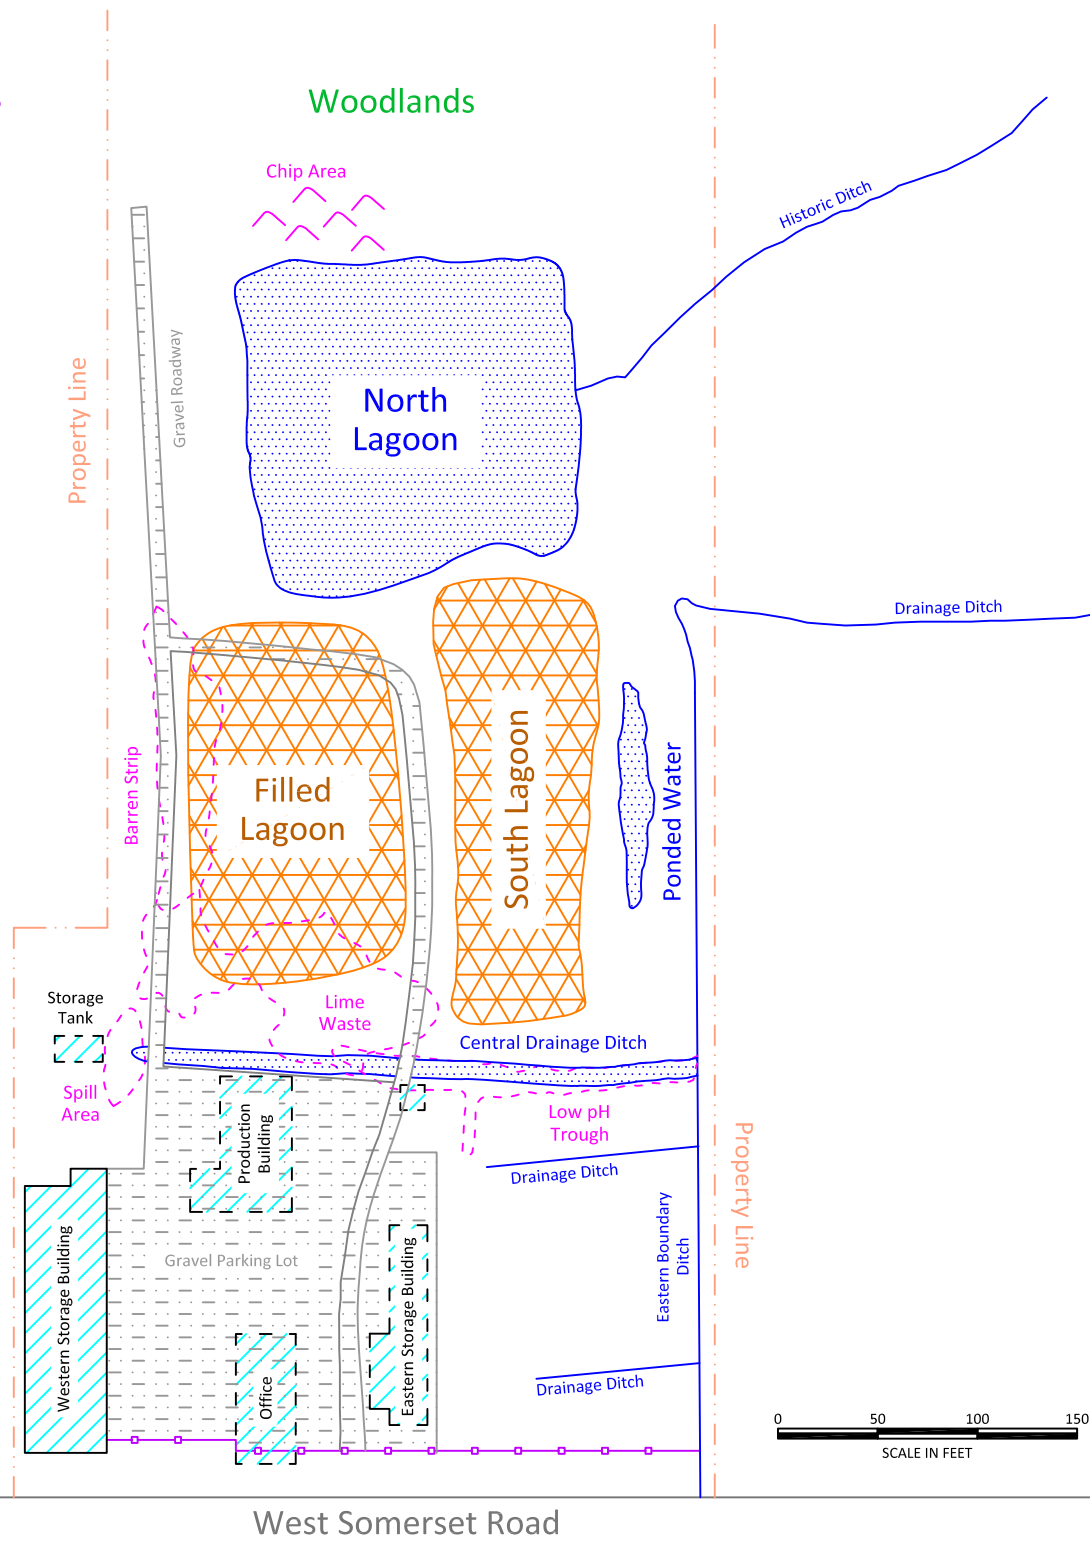 Woodlands
Chip Area
Historic Ditch
Gravel Roadway
Property Line
North
Lagoon
Drainage Ditch
Barren Strip
Filled
Lagoon
South Lagoon
Ponded Water
Storage
Tank
Lime
Waste
Central Drainage Ditch
Spill
Area
Low pH
Trough
Production
Building
Drainage Ditch
Property Line
Eastern Boundary
Ditch
Western Storage Building
Gravel Parking Lot
Eastern Storage Building
Office
Drainage Ditch
0 50 100 150
SCALE IN FEET
West Somerset Road